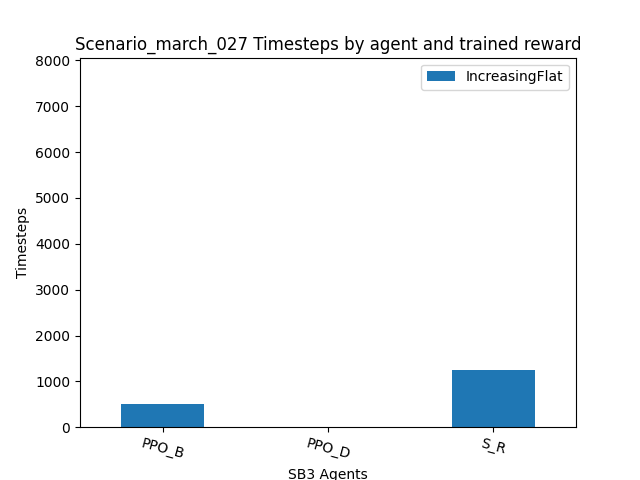 Scenario_march_027 Timesteps by agent and trained reward
IncreasingFlat
8000
7000
6000
5000
4000
3000
2000
1000
0
Timesteps
PPO_B
PPO_D
S_R
SB3 Agents